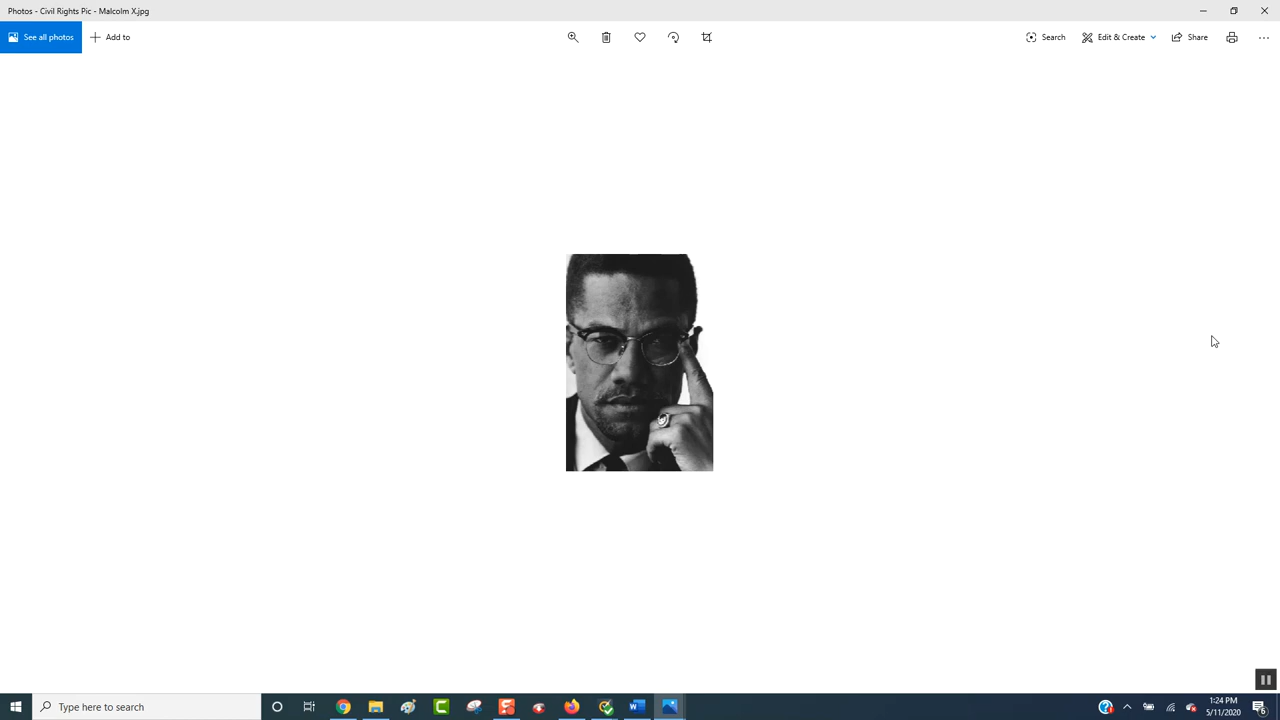 Photos - Civil Rights Pic - Malcolm X.jpg
See all photos
Add to
Search
Edit & Create
Share
Type here to search
1:24 PM
5/11/2020
6